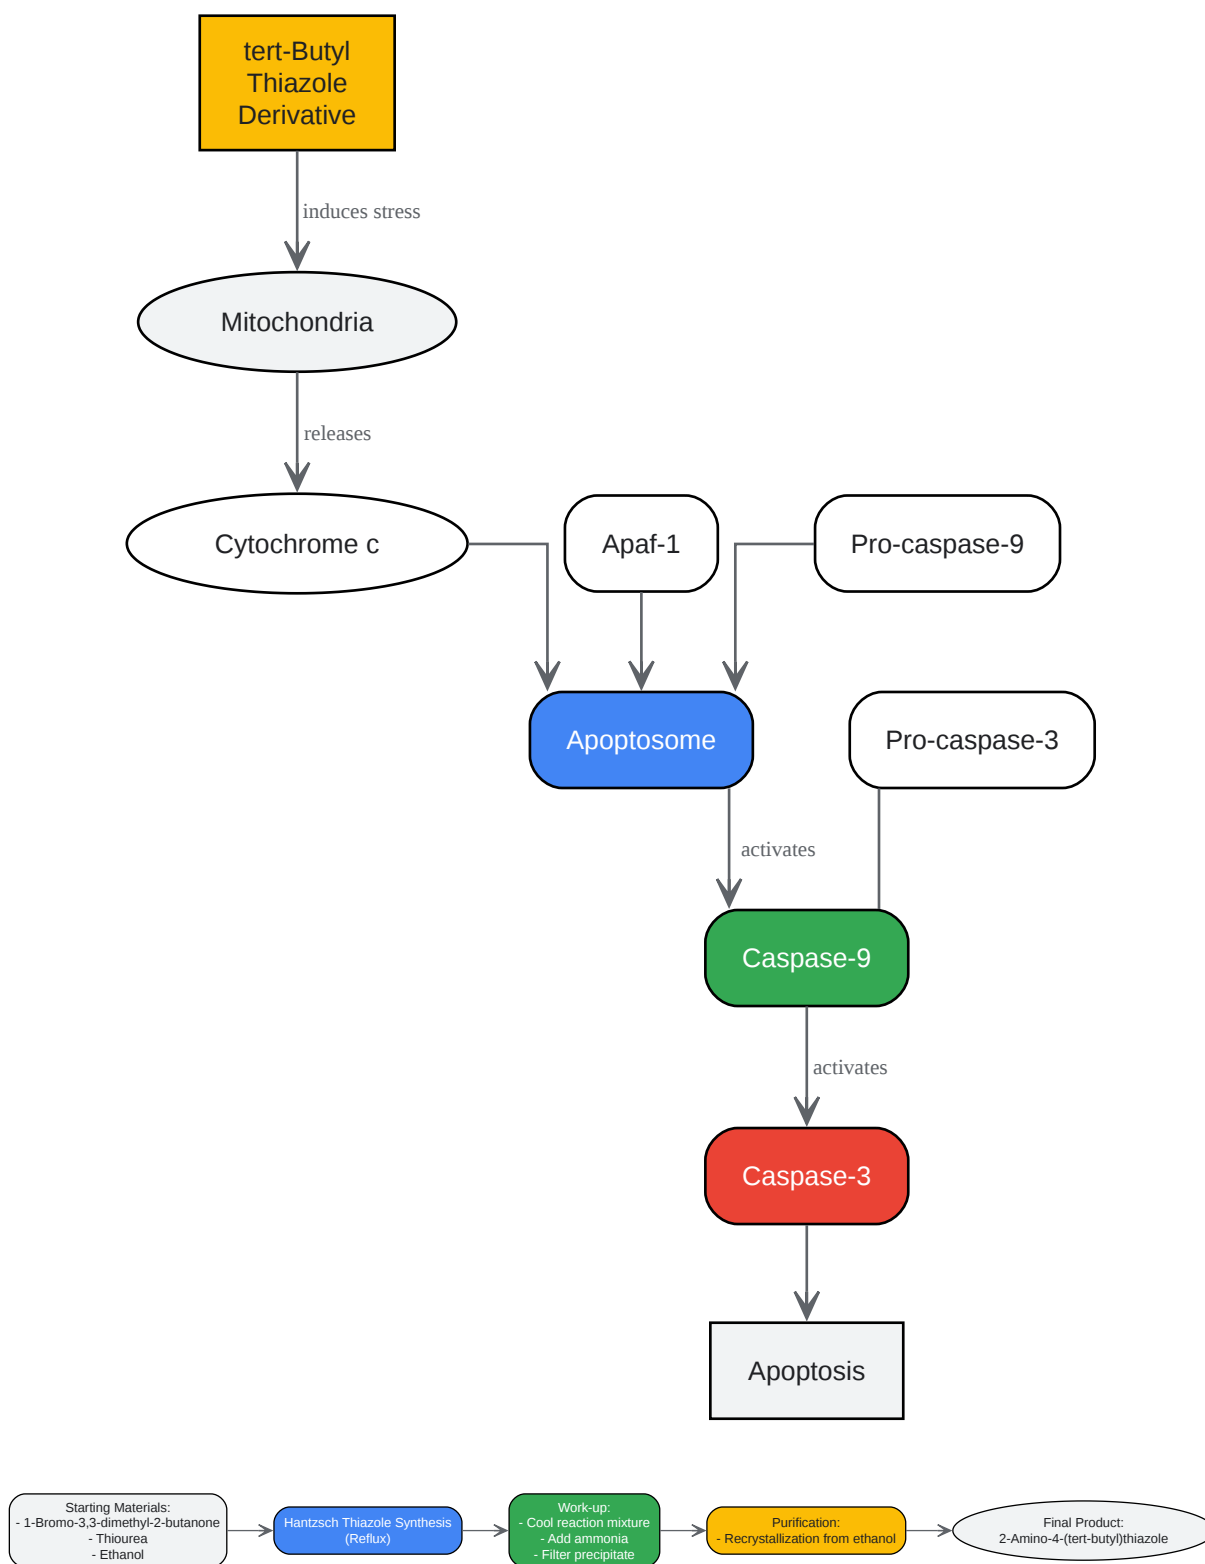 tert-Butyl
Thiazole
Derivative
induces stress
Mitochondria
releases
Cytochrome c
Apaf-1
Pro-caspase-9
Apoptosome
Pro-caspase-3
activates
Caspase-9
activates
Caspase-3
Apoptosis
Starting Materials:
- 1-Bromo-3,3-dimethyl-2-butanone
- Thiourea
- Ethanol
Hantzsch Thiazole Synthesis
(Reflux)
Work-up:
- Cool reaction mixture
- Add ammonia
- Filter precipitate
Purification:
- Recrystallization from ethanol
Final Product:
2-Amino-4-(tert-butyl)thiazole